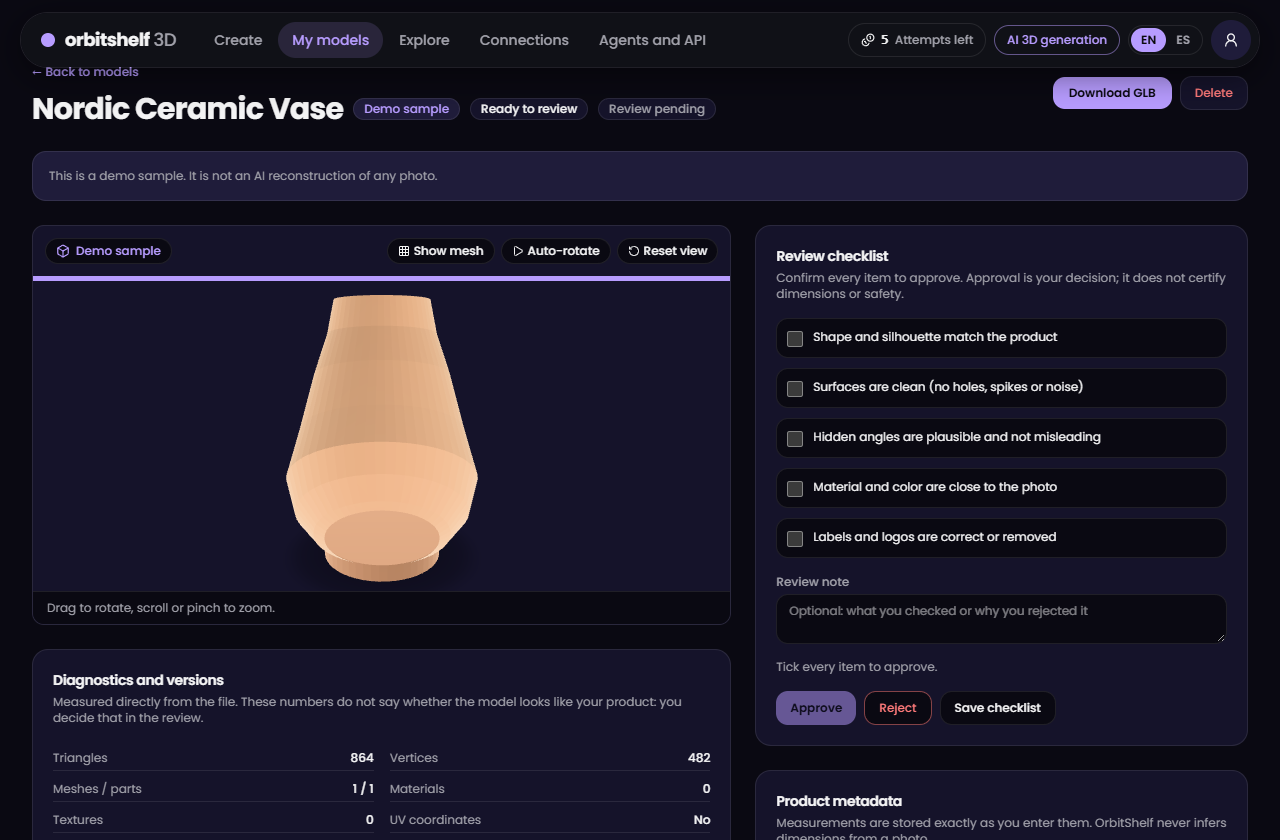 orbitshelf 3D
Create
My models
Explore
Connections
Agents and API
5 Attempts left
AI 3D generation
EN
ES
← Back to models
Nordic Ceramic Vase
Demo sample
Ready to review
Review pending
Download GLB
Delete
This is a demo sample. It is not an AI reconstruction of any photo.
Demo sample
Show mesh
Auto-rotate
Reset view
Drag to rotate, scroll or pinch to zoom.
Diagnostics and versions
Measured directly from the file. These numbers do not say whether the model looks like your product: you
decide that in the review.
Triangles 864
Vertices 482
Meshes / parts 1 / 1
Materials 0
Textures 0
UV coordinates No
Review checklist
Confirm every item to approve. Approval is your decision; it does not certify
dimensions or safety.
Shape and silhouette match the product
Surfaces are clean (no holes, spikes or noise)
Hidden angles are plausible and not misleading
Material and color are close to the photo
Labels and logos are correct or removed
Review note
Optional: what you checked or why you rejected it
Tick every item to approve.
Approve
Reject
Save checklist
Product metadata
Measurements are stored exactly as you enter them. OrbitShelf never infers
dimensions from a photo.